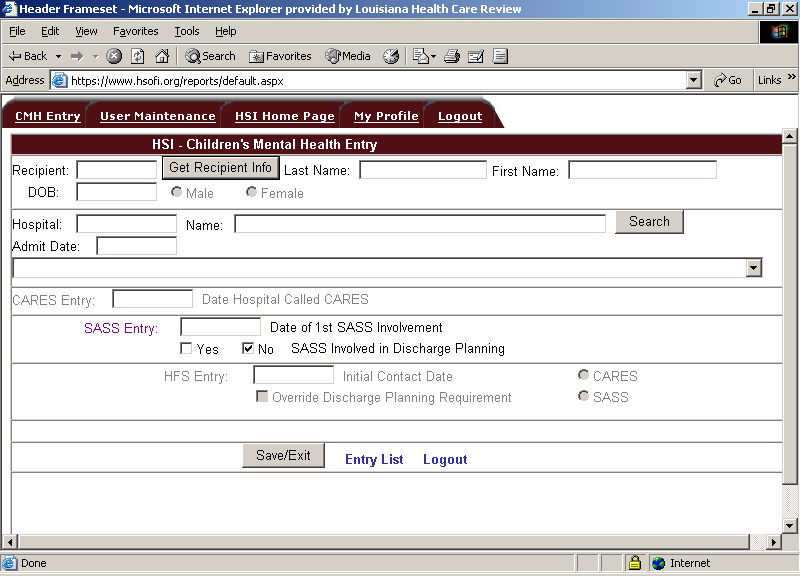 Header Frameset - Microsoft Internet Explorer provided by Louisiana Health Care Review
File Edit View Favorites Tools Help
Back Search Favorites Media
Address https://www.hsofi.org/reports/default.aspx Go Links »
CMH Entry User Maintenance HSI Home Page My Profile Logout
HSI - Children's Mental Health Entry
Recipient: Get Recipient Info Last Name: First Name:
DOB: Male Female
Hospital: Name: Search
Admit Date:
CARES Entry: Date Hospital Called CARES
SASS Entry: Date of 1st SASS Involvement
Yes No SASS Involved in Discharge Planning
HFS Entry: Initial Contact Date CARES
Override Discharge Planning Requirement SASS
Save/Exit Entry List Logout
Done Internet